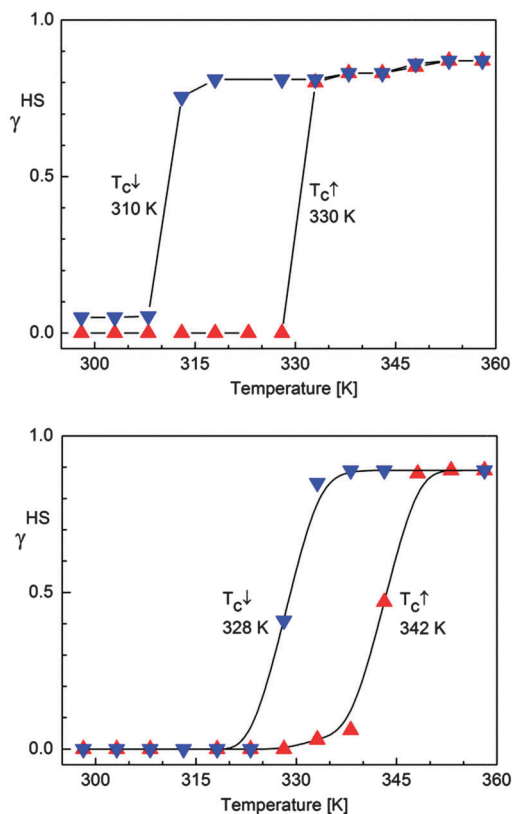 1.0
γ HS
0.5
0.0
T_C↓
310 K
T_C↑
330 K
300 315 330 345 360
Temperature [K]
1.0
γ HS
0.5
0.0
T_C↓
328 K
T_C↑
342 K
300 315 330 345 360
Temperature [K]